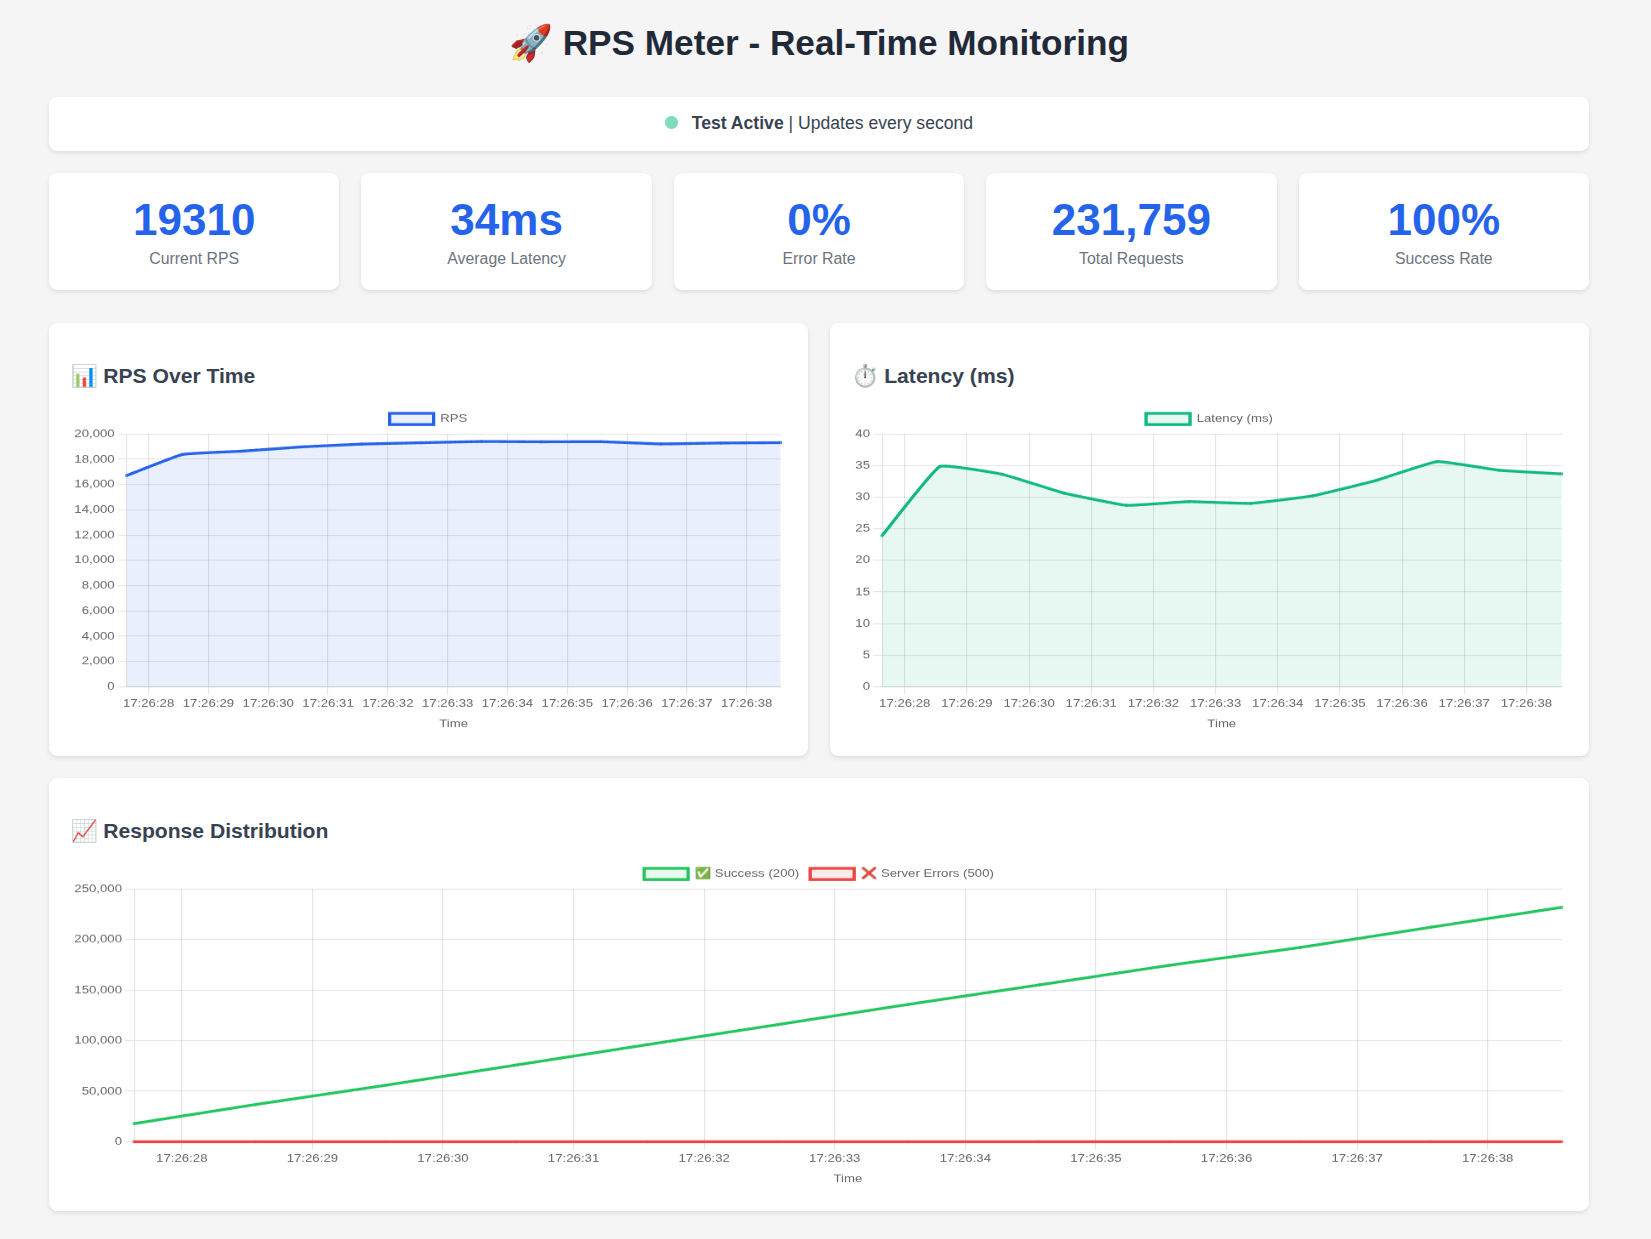 🚀 RPS Meter - Real-Time Monitoring
Test Active | Updates every second
19310
Current RPS
34ms
Average Latency
0%
Error Rate
231,759
Total Requests
100%
Success Rate
📊 RPS Over Time
RPS
20,000
18,000
16,000
14,000
12,000
10,000
8,000
6,000
4,000
2,000
0
17:26:28 17:26:29 17:26:30 17:26:31 17:26:32 17:26:33 17:26:34 17:26:35 17:26:36 17:26:37 17:26:38
Time
⏱️ Latency (ms)
Latency (ms)
40
35
30
25
20
15
10
5
0
17:26:28 17:26:29 17:26:30 17:26:31 17:26:32 17:26:33 17:26:34 17:26:35 17:26:36 17:26:37 17:26:38
Time
📈 Response Distribution
✅ Success (200) ❌ Server Errors (500)
250,000
200,000
150,000
100,000
50,000
0
17:26:28 17:26:29 17:26:30 17:26:31 17:26:32 17:26:33 17:26:34 17:26:35 17:26:36 17:26:37 17:26:38
Time